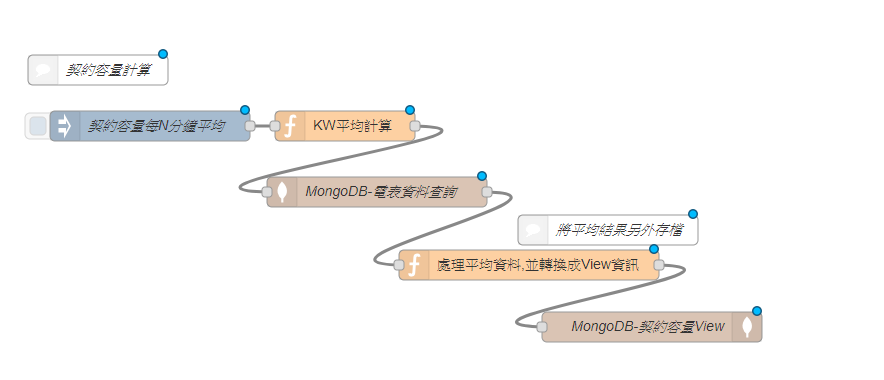 契約容量計算
契約容量每N分鐘平均
KW平均計算
MongoDB-電表資料查詢
將平均結果另外存檔
處理平均資料,並轉換成View資訊
MongoDB-契約容量View